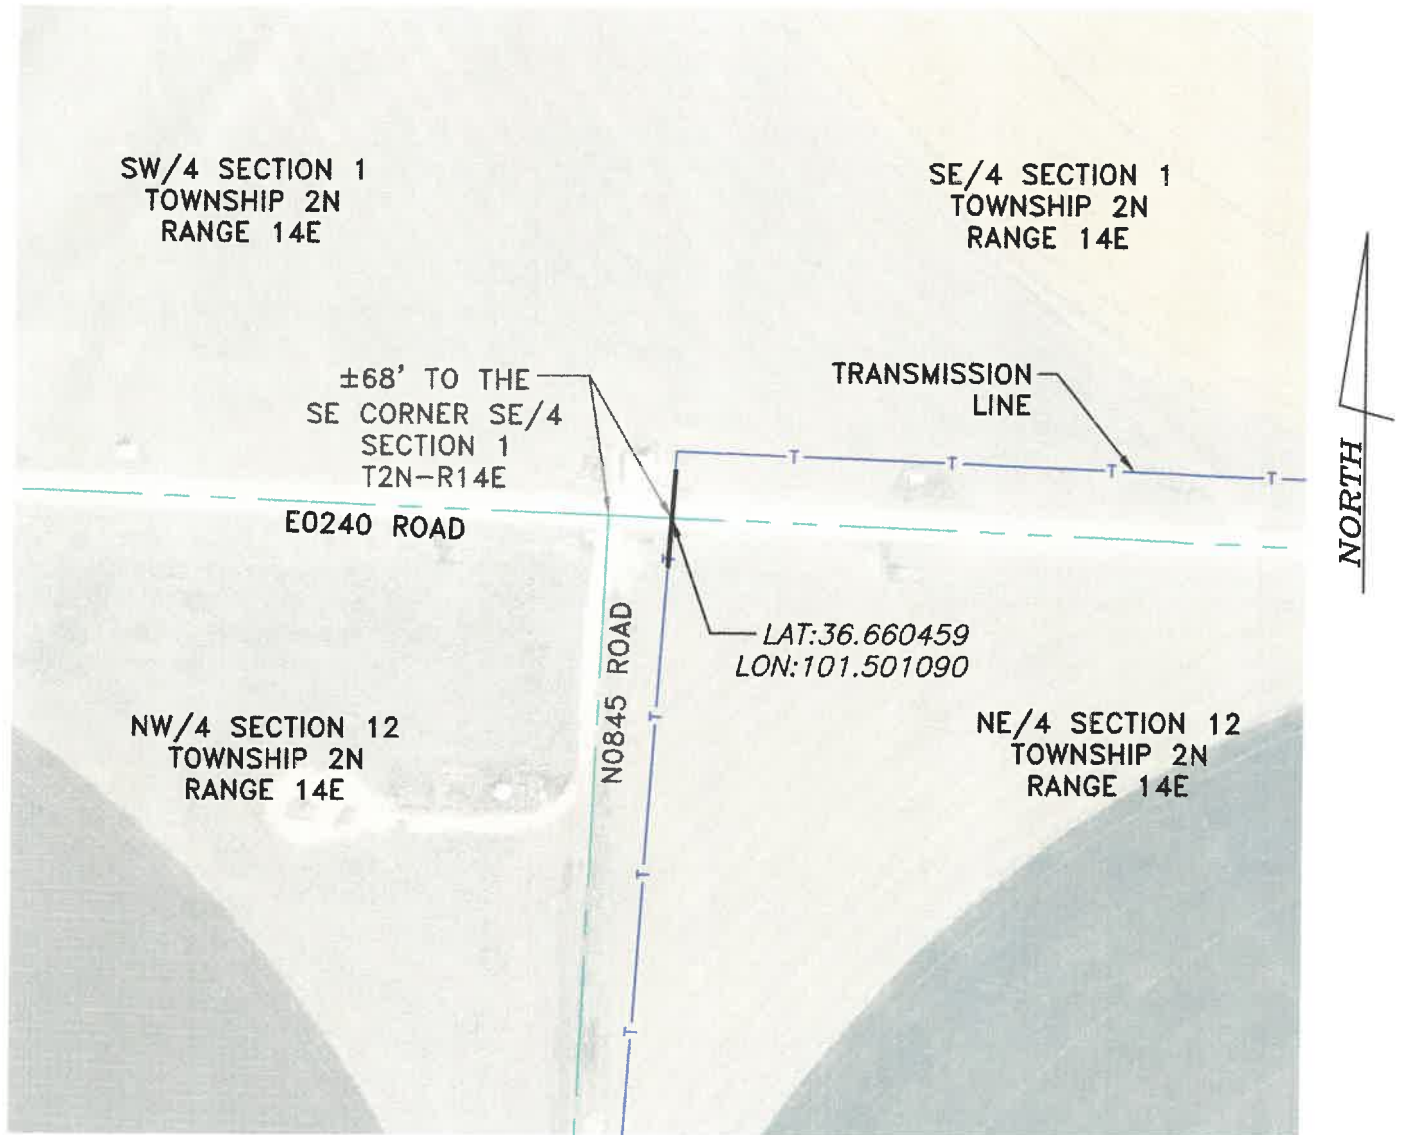 SW/4 SECTION 1
TOWNSHIP 2N
RANGE 14E
SE/4 SECTION 1
TOWNSHIP 2N
RANGE 14E
±68' TO THE
SE CORNER SE/4
SECTION 1
T2N-R14E
TRANSMISSION
LINE
T
T
T
T
NORTH
E0240 ROAD
T
LAT:36.660459
LON:101.501090
N0845 ROAD
NW/4 SECTION 12
TOWNSHIP 2N
RANGE 14E
T
NE/4 SECTION 12
TOWNSHIP 2N
RANGE 14E
T
T